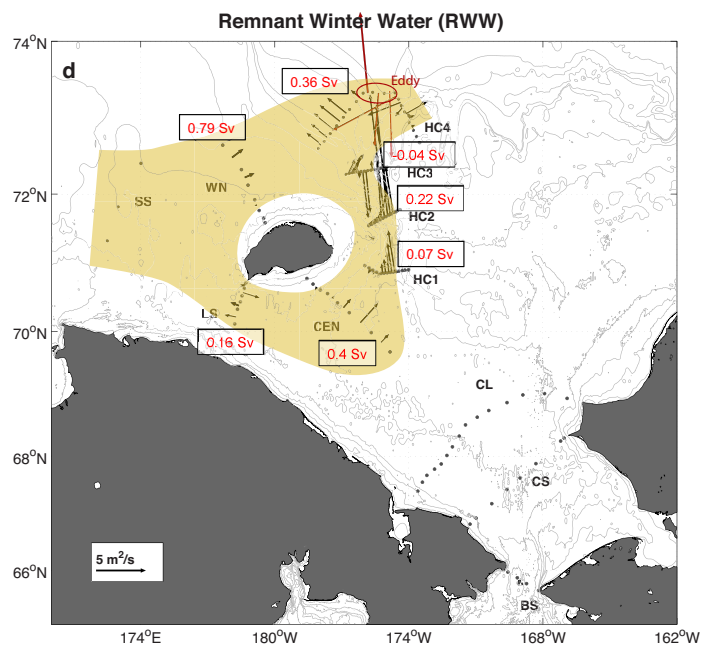 Remnant Winter Water (RWW)
74°N
d
0.36 Sv
Eddy
0.79 Sv
HC4
-0.04 Sv
HC3
72°N
WN
SS
0.22 Sv
HC2
0.07 Sv
HC1
LS
CEN
70°N
0.16 Sv
0.4 Sv
CL
68°N
CS
5 m²/s
66°N
BS
174°E
180°W
174°W
168°W
162°W